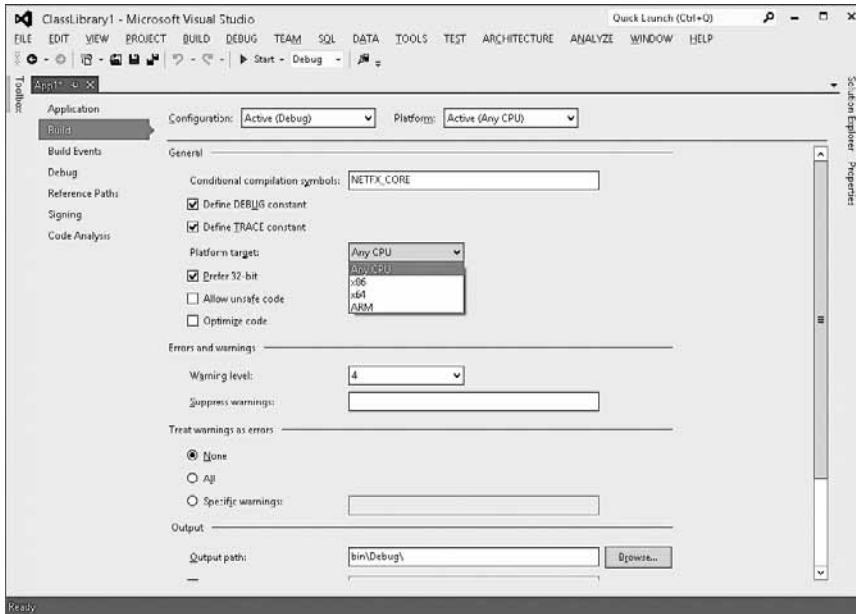 ClassLibrary1 - Microsoft Visual Studio
Quick Launch (Ctrl+Q)
FILE EDIT VIEW PROJECT BUILD DEBUG TEAM SQL DATA TOOLS TEST ARCHITECTURE ANALYZE WINDOW HELP
Start Debug
Toolbox
App1*
Solution Explorer
Properties
Application
Build
Build Events
Debug
Reference Paths
Signing
Code Analysis
Configuration: Active (Debug) Platform: Active (Any CPU)
General
Conditional compilation symbols: NETFX_CORE
Define DEBUG constant
Define TRACE constant
Platform target: Any CPU
Any CPU
x86
x64
ARM
Prefer 32-bit
Allow unsafe code
Optimize code
Errors and warnings
Warning level: 4
Suppress warnings:
Treat warnings as errors
None
All
Specific warnings:
Output
Output path: bin\Debug\ Browse...
Ready